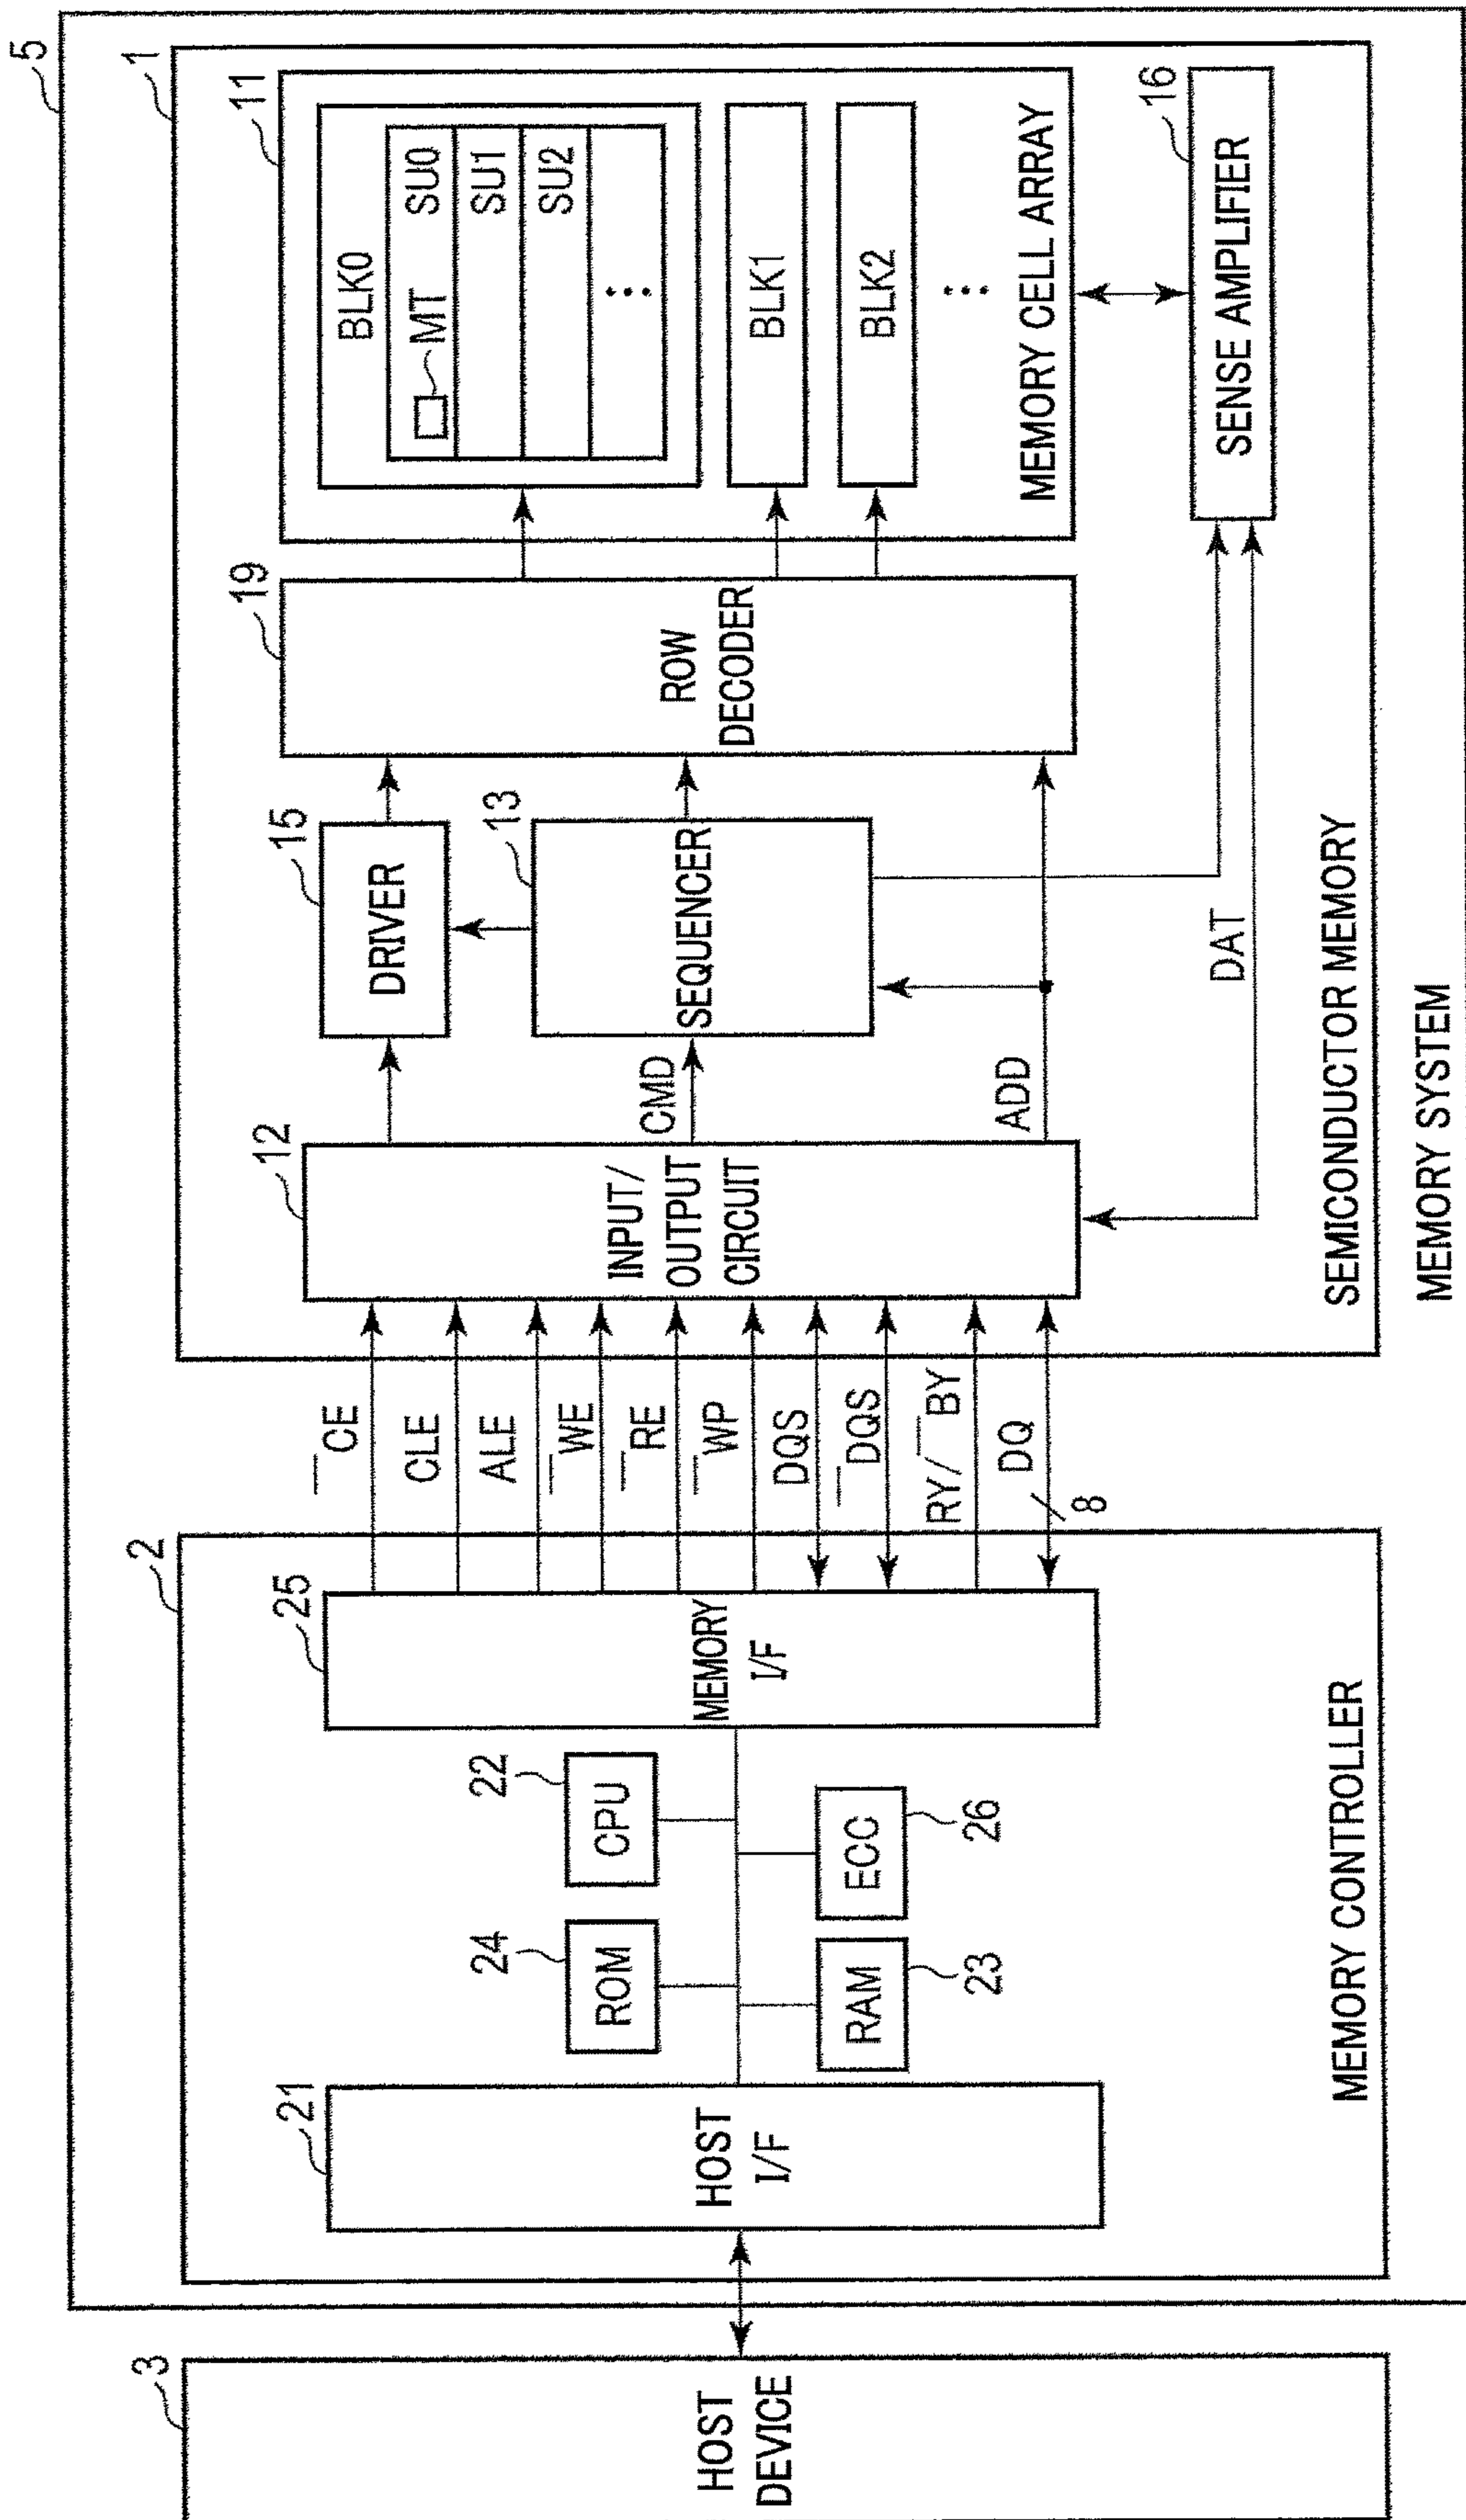 3
HOST
DEVICE
5
MEMORY SYSTEM
2
MEMORY CONTROLLER
21
HOST
I/F
24
ROM
22
CPU
RAM
23
ECC
26
25
MEMORY
I/F
‾CE
CLE
ALE
‾WE
‾RE
‾WP
DQS
‾DQS
RY/‾BY
DQ
8
1
SEMICONDUCTOR MEMORY
12
INPUT/
OUTPUT
CIRCUIT
CMD
ADD
DAT
15
DRIVER
13
SEQUENCER
19
ROW
DECODER
11
BLK0
MT
SU0
SU1
SU2
⋮
BLK1
BLK2
⋮
MEMORY CELL ARRAY
16
SENSE AMPLIFIER